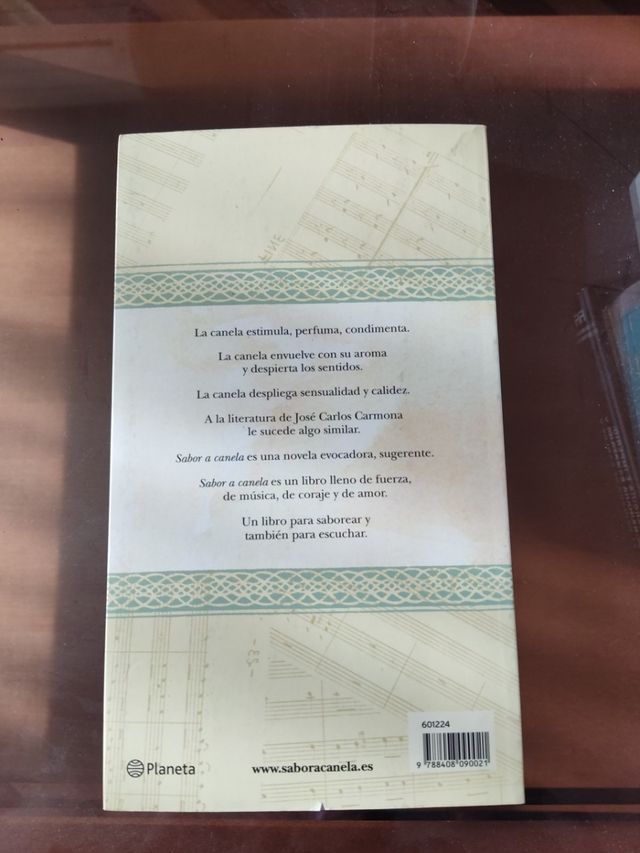 FINE
La canela estimula, perfuma, condimenta.
La canela envuelve con su aroma
y despierta los sentidos.
La canela despliega sensualidad y calidez.
A la literatura de José Carlos Carmona
le sucede algo similar.
Sabor a canela es una novela evocadora, sugerente.
Sabor a canela es un libro lleno de fuerza,
de música, de coraje y de amor.
Un libro para saborear y
también para escuchar.
- 53 -
Planeta
www.saboracanela.es
601224
9 788408 090021